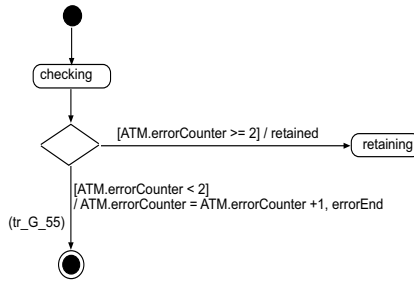 checking
[ATM.errorCounter >= 2] / retained
retaining
[ATM.errorCounter < 2]
/ ATM.errorCounter = ATM.errorCounter +1, errorEnd
(tr_G_55)